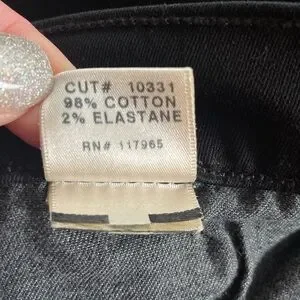 CUT# 10331
98% COTTON
2% ELASTANE
RN# 117965